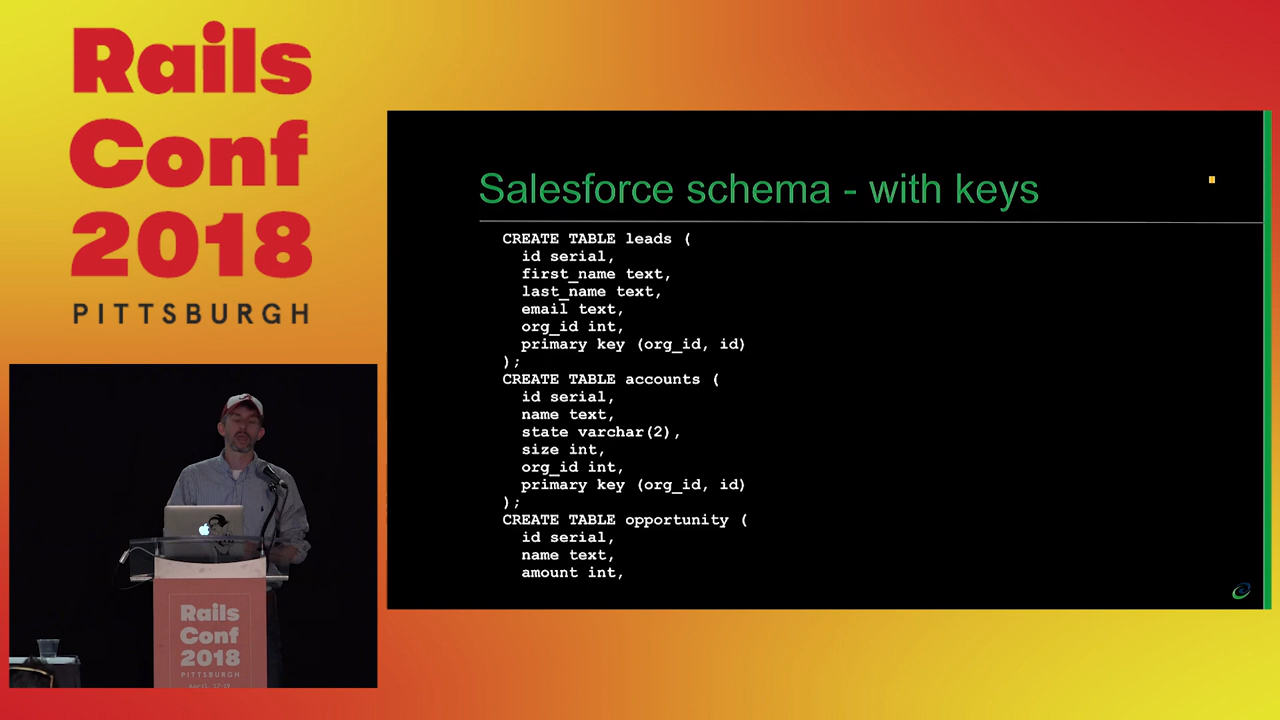 Rails
Conf
2018
PITTSBURGH
Salesforce schema - with keys
CREATE TABLE leads (
  id serial,
  first_name text,
  last_name text,
  email text,
  org_id int,
  primary key (org_id, id)
);
CREATE TABLE accounts (
  id serial,
  name text,
  state varchar(2),
  size int,
  org_id int,
  primary key (org_id, id)
);
CREATE TABLE opportunity (
  id serial,
  name text,
  amount int,
Rails
Conf
2018
PITTSBURGH